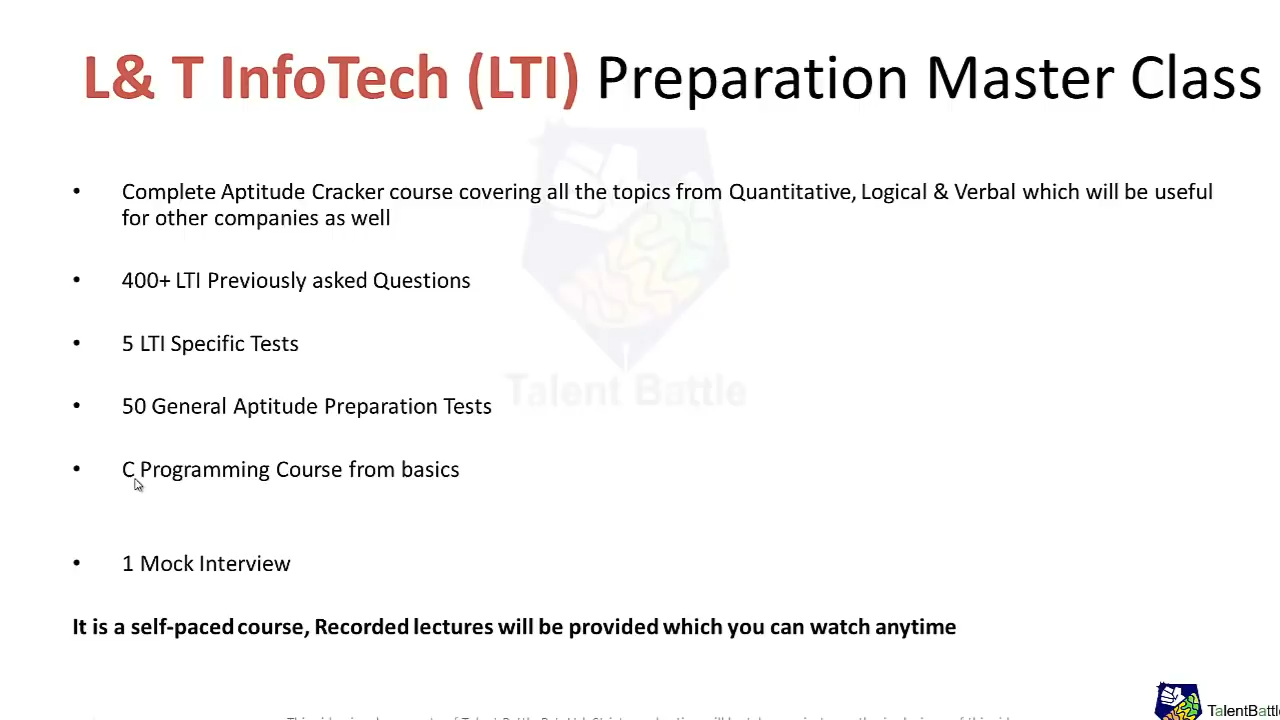 L& T InfoTech (LTI) Preparation Master Class
• Complete Aptitude Cracker course covering all the topics from Quantitative, Logical & Verbal which will be useful
for other companies as well
• 400+ LTI Previously asked Questions
• 5 LTI Specific Tests
• 50 General Aptitude Preparation Tests
• C Programming Course from basics
• 1 Mock Interview
It is a self-paced course, Recorded lectures will be provided which you can watch anytime
Talent Battle
TalentBattle